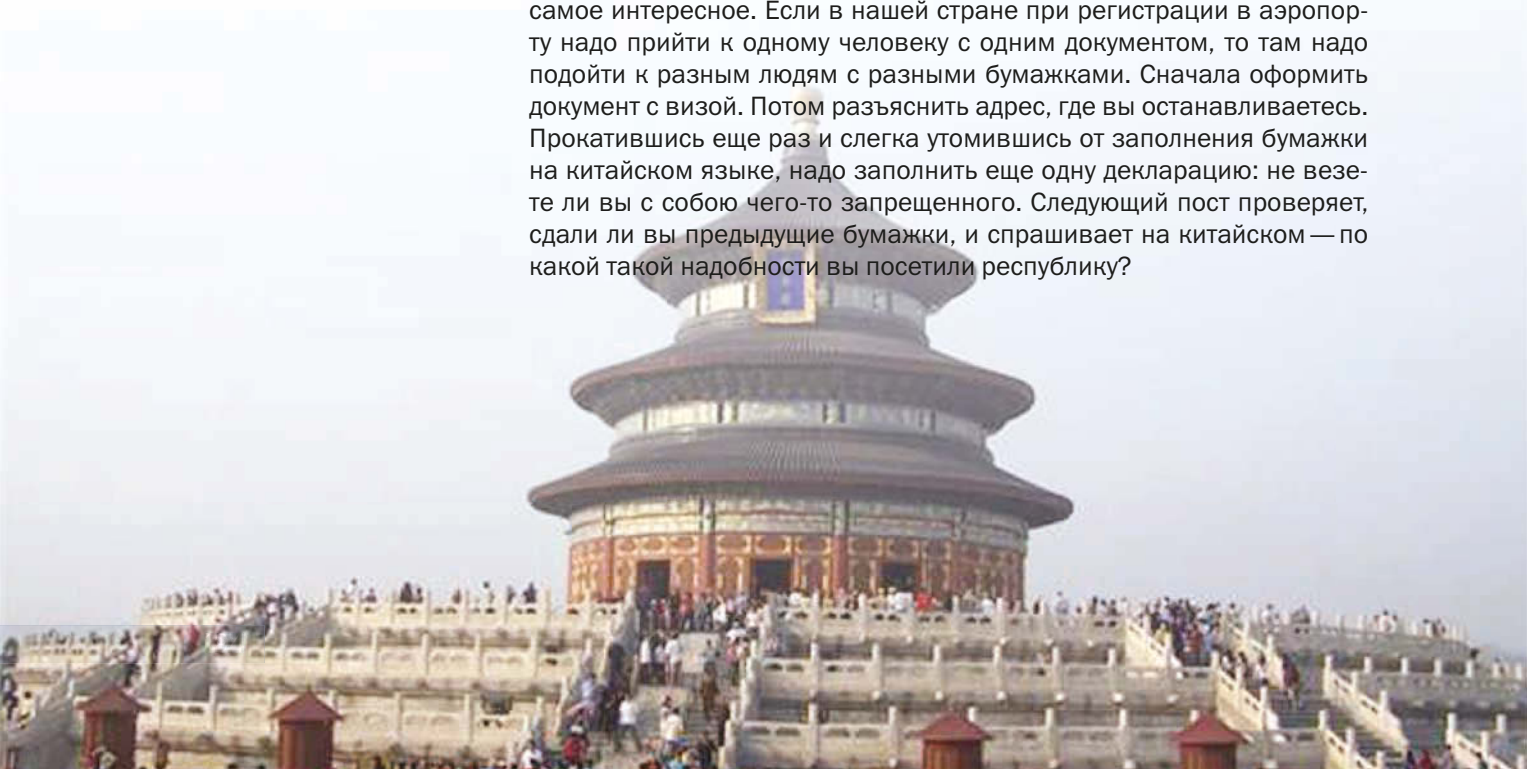 самое интересное. Если в нашей стране при регистрации в аэропор-
ту надо прийти к одному человеку с одним документом, то там надо
подойти к разным людям с разными бумажками. Сначала оформить
документ с визой. Потом разъяснить адрес, где вы останавливаетесь.
Прокатившись еще раз и слегка утомившись от заполнения бумажки
на китайском языке, надо заполнить еще одну декларацию: не везе-
те ли вы с собою чего-то запрещенного. Следующий пост проверяет,
сдали ли вы предыдущие бумажки, и спрашивает на китайском — по
какой такой надобности вы посетили республику?